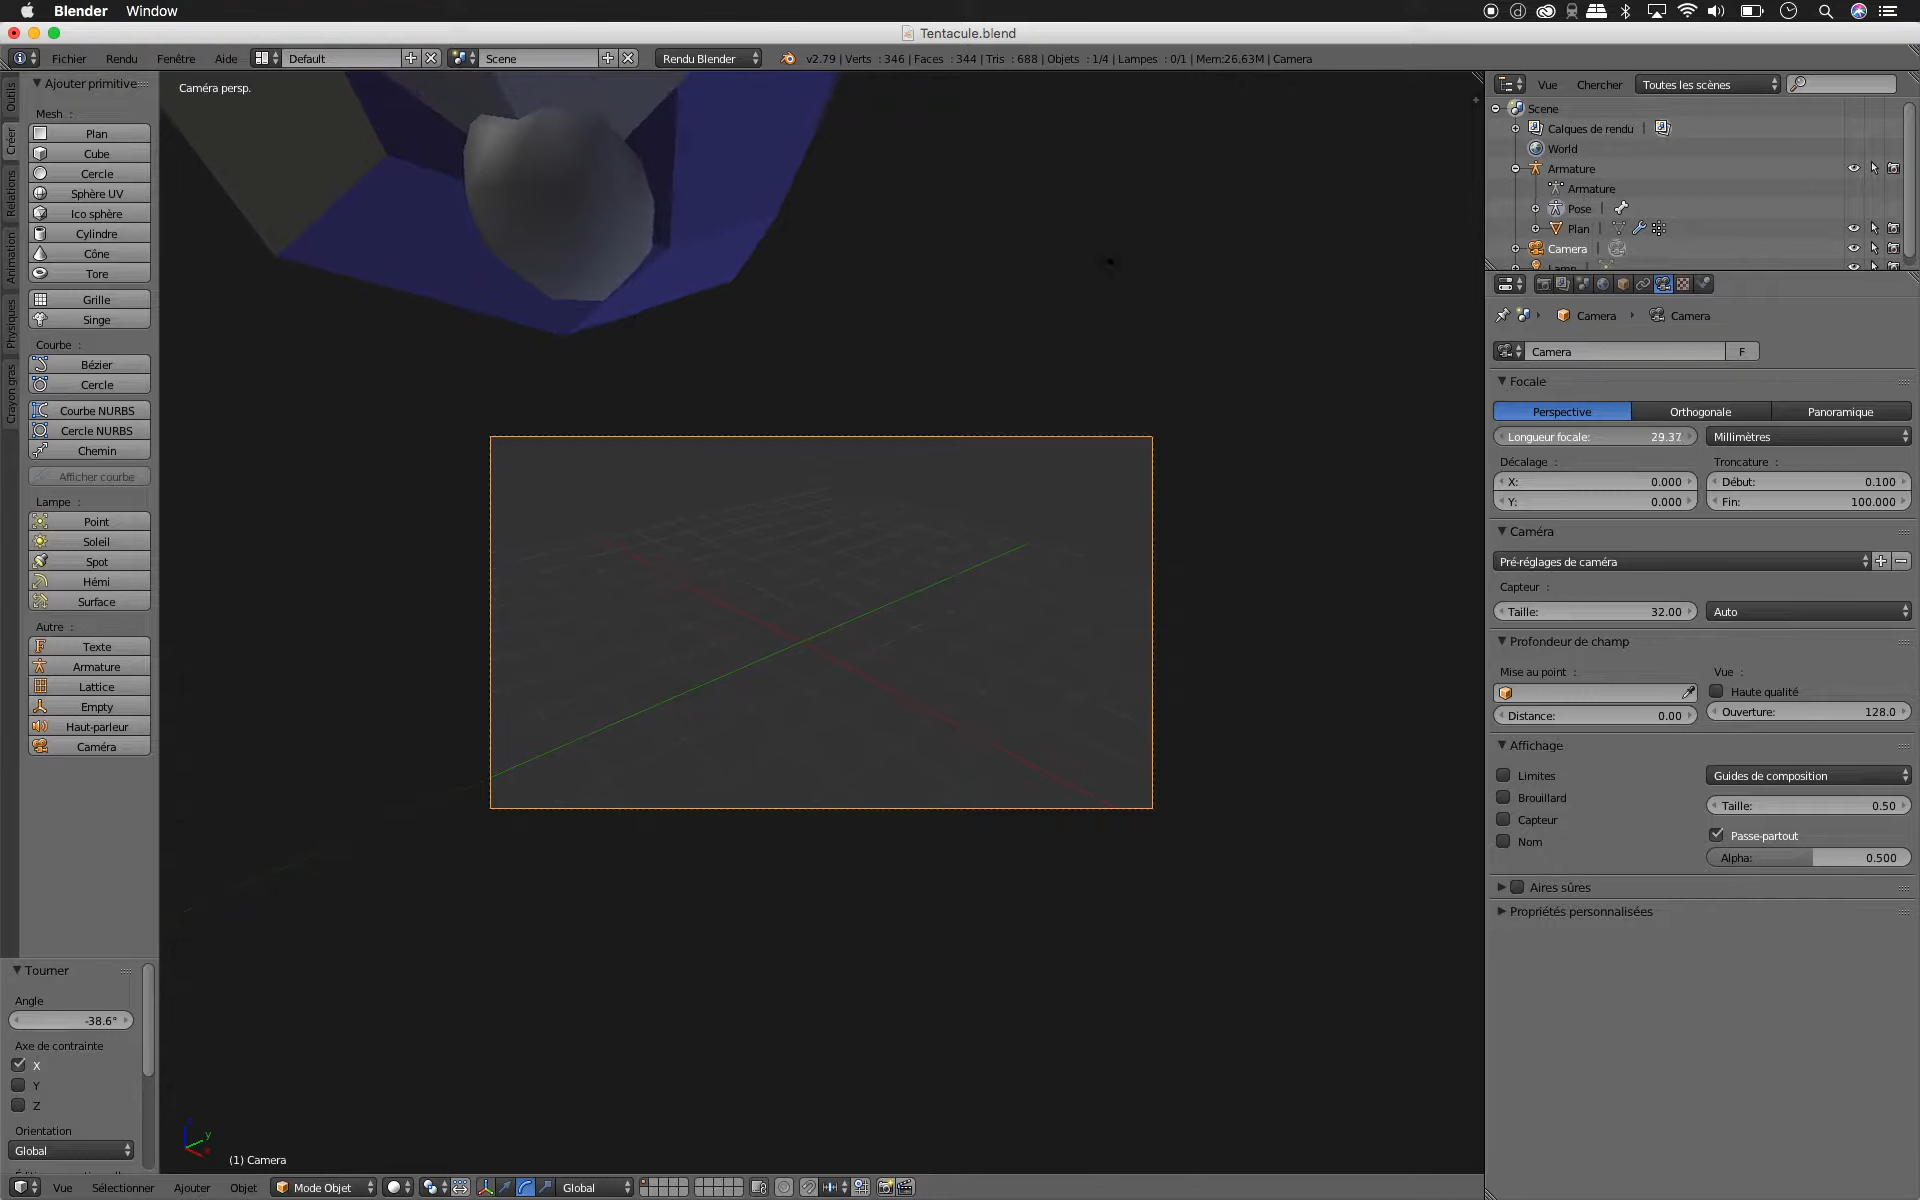 Blender Window
Tentacule.blend
Fichier Rendu Fenêtre Aide Default Scene Rendu Blender v2.79 | Verts : 346 | Faces : 344 | Tris : 688 | Objets : 1/4 | Lampes : 0/1 | Mem:26.63M | Camera
Outils
Créer
Relations
Animation
Physiques
Crayon gras
Ajouter primitive
Mesh :
Plan
Cube
Cercle
Sphère UV
Ico sphère
Cylindre
Cône
Tore
Grille
Singe
Courbe :
Bézier
Cercle
Courbe NURBS
Cercle NURBS
Chemin
Afficher courbe
Lampe :
Point
Soleil
Spot
Hémi
Surface
Autre :
Texte
Armature
Lattice
Empty
Haut-parleur
Caméra
Tourner
Angle
-38.6°
Axe de contrainte
X
Y
Z
Orientation
Global
Caméra persp.
y
(1) Camera
Vue Sélectionner Ajouter Objet Mode Objet Global
Vue Chercher Toutes les scènes
Scene
Calques de rendu |
World
Armature
Armature
Pose |
Plan |
Camera |
Lamp
Camera Camera
Camera F
Focale
Perspective Orthogonale Panoramique
Longueur focale: 29.37 Millimètres
Décalage : Troncature :
X: 0.000 Début: 0.100
Y: 0.000 Fin: 100.000
Caméra
Pré-réglages de caméra
Capteur :
Taille: 32.00 Auto
Profondeur de champ
Mise au point : Vue :
Haute qualité
Distance: 0.00 Ouverture: 128.0
Affichage
Limites Guides de composition
Brouillard Taille: 0.50
Capteur Passe-partout
Nom Alpha: 0.500
Aires sûres
Propriétés personnalisées